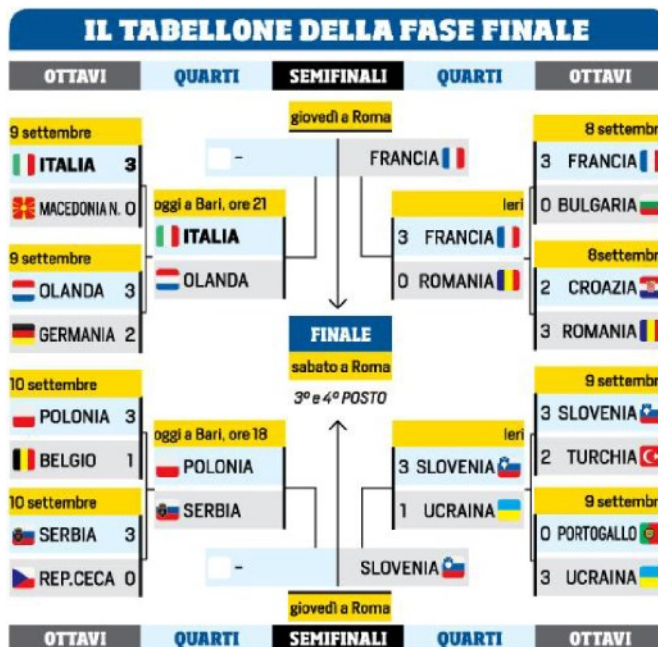 IL TABELLONE DELLA FASE FINALE
OTTAVI QUARTI SEMIFINALI QUARTI OTTAVI
giovedì a Roma
9 settembre
ITALIA 3
MACEDONIA N. 0
9 settembre
OLANDA 3
GERMANIA 2
10 settembre
POLONIA 3
BELGIO 1
10 settembre
SERBIA 3
REP.CECA 0
oggi a Bari, ore 21
ITALIA
OLANDA
oggi a Bari, ore 18
POLONIA
SERBIA
-
FRANCIA
FINALE
sabato a Roma
3º e 4º POSTO
-
SLOVENIA
giovedì a Roma
Ieri
3 FRANCIA
0 ROMANIA
Ieri
3 SLOVENIA
1 UCRAINA
8 settembr
3 FRANCIA
0 BULGARIA
8settembr
2 CROAZIA
3 ROMANIA
9 settembr
3 SLOVENIA
2 TURCHIA
9 settembr
0 PORTOGALLO
3 UCRAINA
OTTAVI QUARTI SEMIFINALI QUARTI OTTAVI